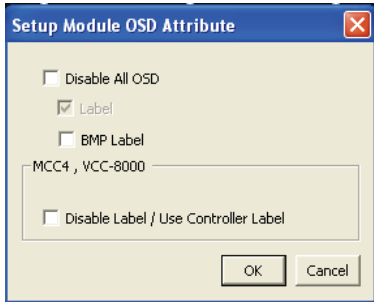 Setup Module OSD Attribute
Disable All OSD
Label
BMP Label
MCC4 , VCC-8000
Disable Label / Use Controller Label
OK Cancel